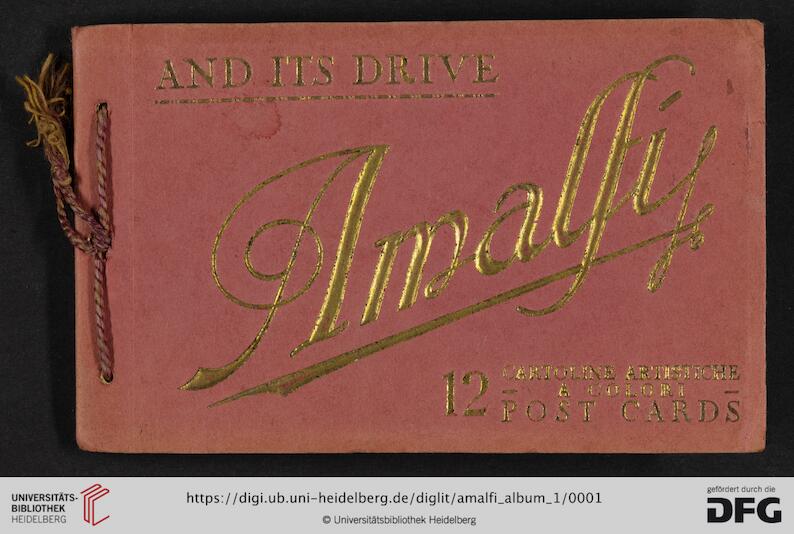 AND ITS DRIVE
Amalfi
12
CARTOLINE ARTISTICHE
A COLORI
POST CARDS
UNIVERSITÄTS-
BIBLIOTHEK
HEIDELBERG
https://digi.ub.uni-heidelberg.de/diglit/amalfi_album_1/0001
© Universitätsbibliothek Heidelberg
gefördert durch die
DFG